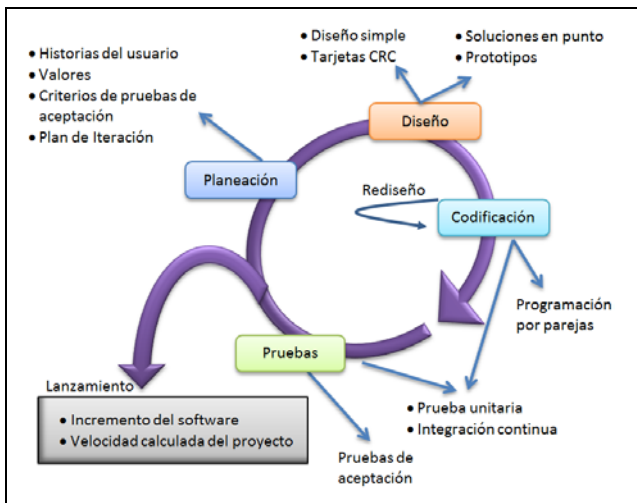 • Historias del usuario
• Valores
• Criterios de pruebas de
aceptación
• Plan de Iteración
• Diseño simple
• Tarjetas CRC
• Soluciones en punto
• Prototipos
Diseño
Planeación
Rediseño
Codificación
Programación
por parejas
Pruebas
Lanzamiento
• Incremento del software
• Velocidad calculada del proyecto
• Prueba unitaria
• Integración continua
Pruebas de
aceptación